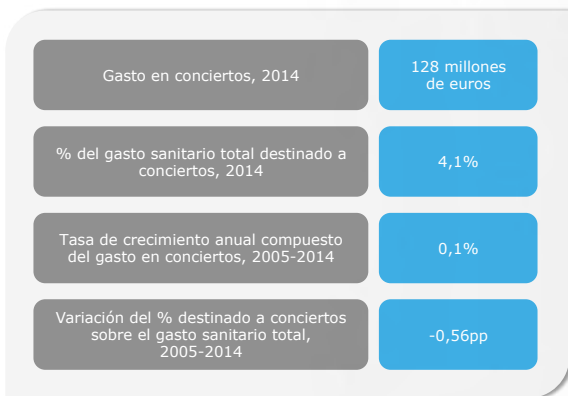 Gasto en conciertos, 2014
128 millones
de euros
% del gasto sanitario total destinado a
conciertos, 2014
4,1%
Tasa de crecimiento anual compuesto
del gasto en conciertos, 2005-2014
0,1%
Variación del % destinado a conciertos
sobre el gasto sanitario total,
2005-2014
-0,56pp